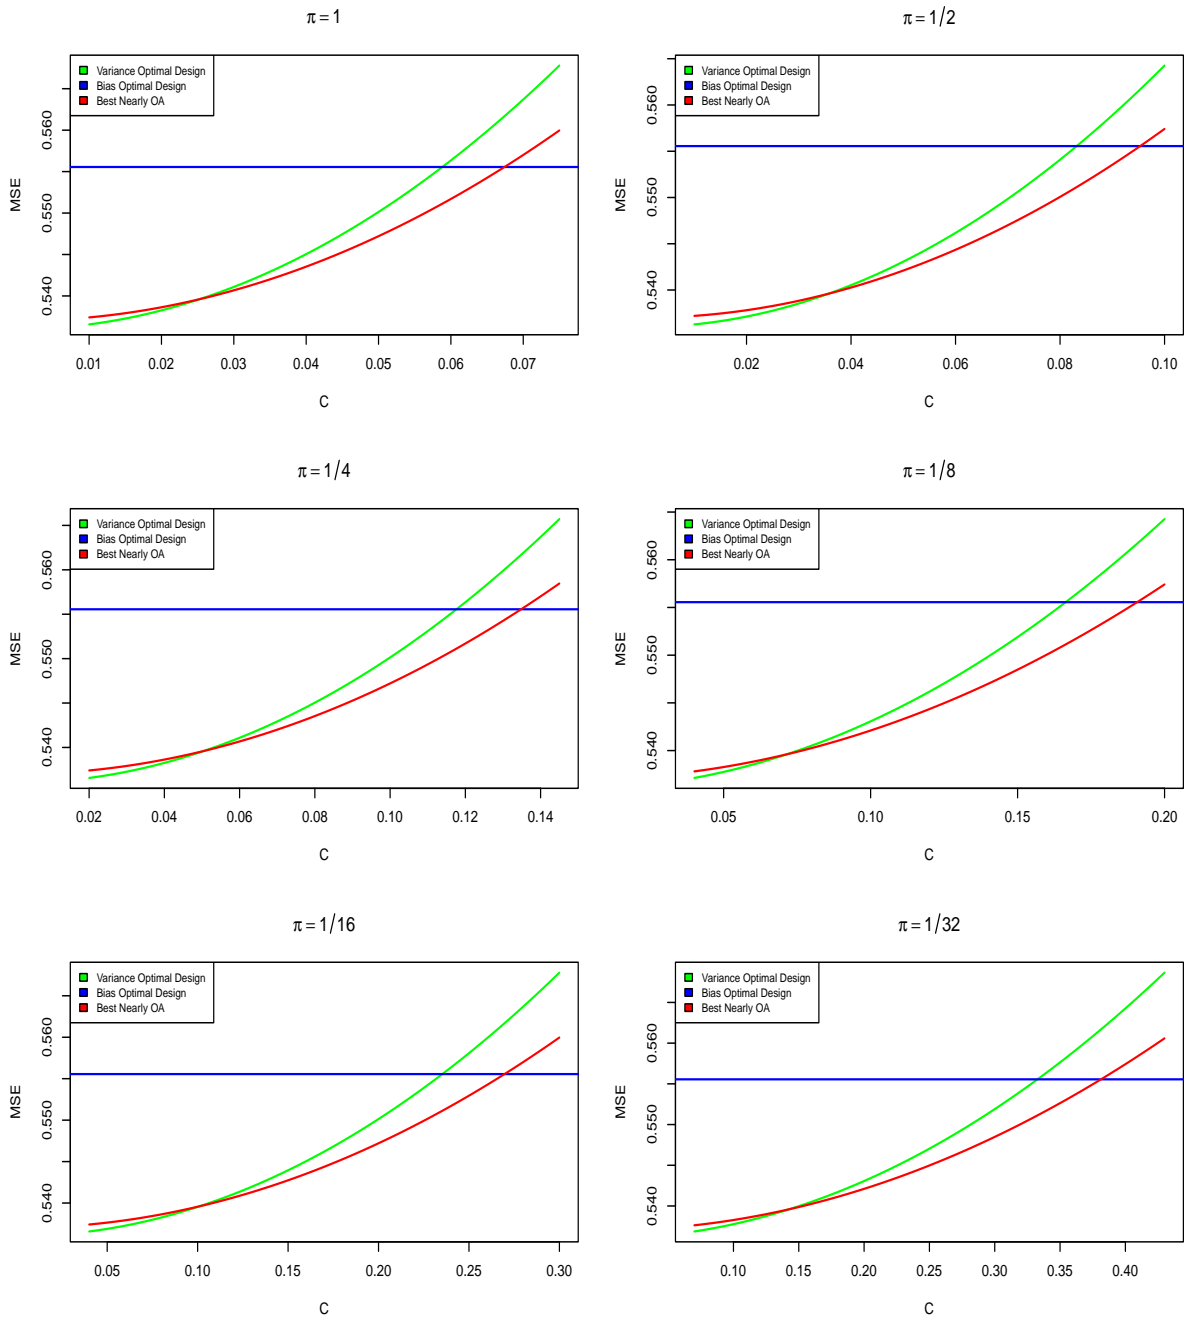 π = 1
Variance Optimal Design
Bias Optimal Design
Best Nearly OA
MSE
0.540 0.550 0.560
0.01 0.02 0.03 0.04 0.05 0.06 0.07
C
π = 1/2
Variance Optimal Design
Bias Optimal Design
Best Nearly OA
MSE
0.540 0.550 0.560
0.02 0.04 0.06 0.08 0.10
C
π = 1/4
Variance Optimal Design
Bias Optimal Design
Best Nearly OA
MSE
0.540 0.550 0.560
0.02 0.04 0.06 0.08 0.10 0.12 0.14
C
π = 1/8
Variance Optimal Design
Bias Optimal Design
Best Nearly OA
MSE
0.540 0.550 0.560
0.05 0.10 0.15 0.20
C
π = 1/16
Variance Optimal Design
Bias Optimal Design
Best Nearly OA
MSE
0.540 0.550 0.560
0.05 0.10 0.15 0.20 0.25 0.30
C
π = 1/32
Variance Optimal Design
Bias Optimal Design
Best Nearly OA
MSE
0.540 0.550 0.560
0.10 0.15 0.20 0.25 0.30 0.35 0.40
C